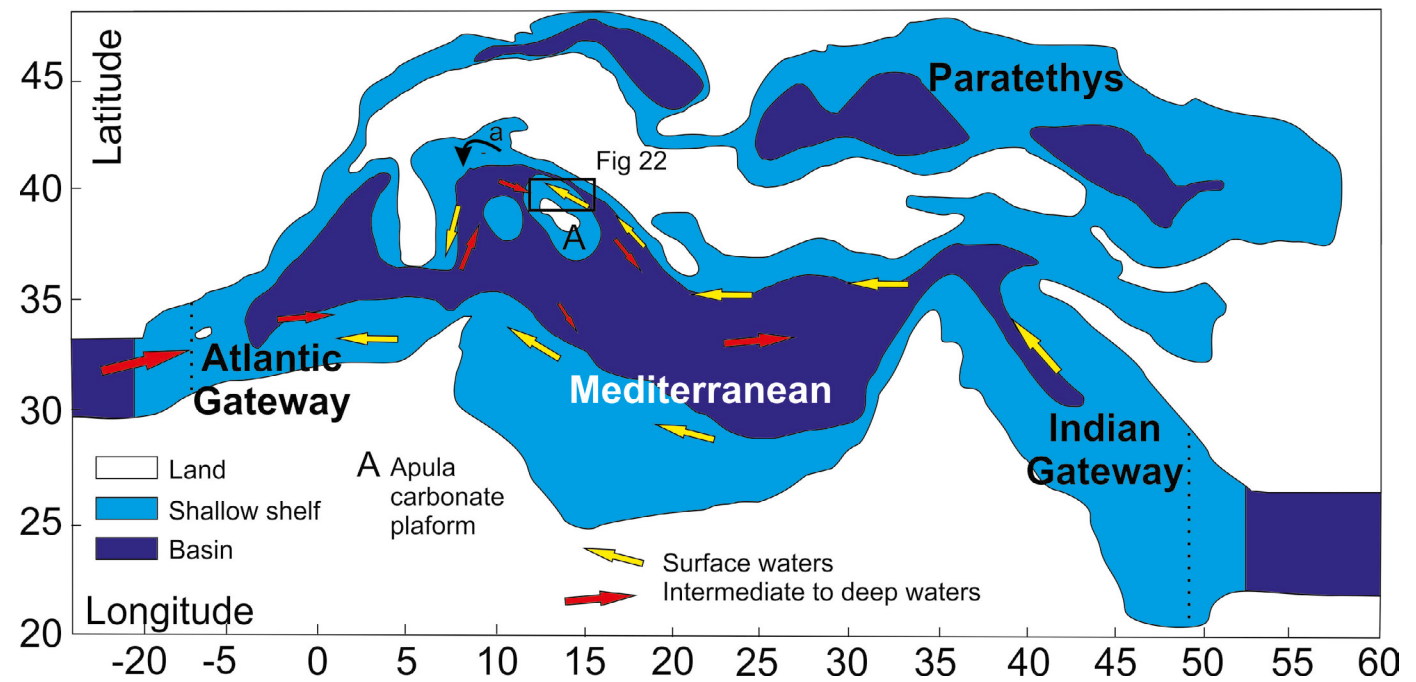 Latitude
45
40
35
30
25
20
Paratethys
a
Fig 22
A
Atlantic
Gateway
Mediterranean
Indian
Gateway
Land
Shallow shelf
Basin
A Apula
carbonate
plaform
Surface waters
Intermediate to deep waters
Longitude
-20 -5 0 5 10 15 20 25 30 35 40 45 50 55 60